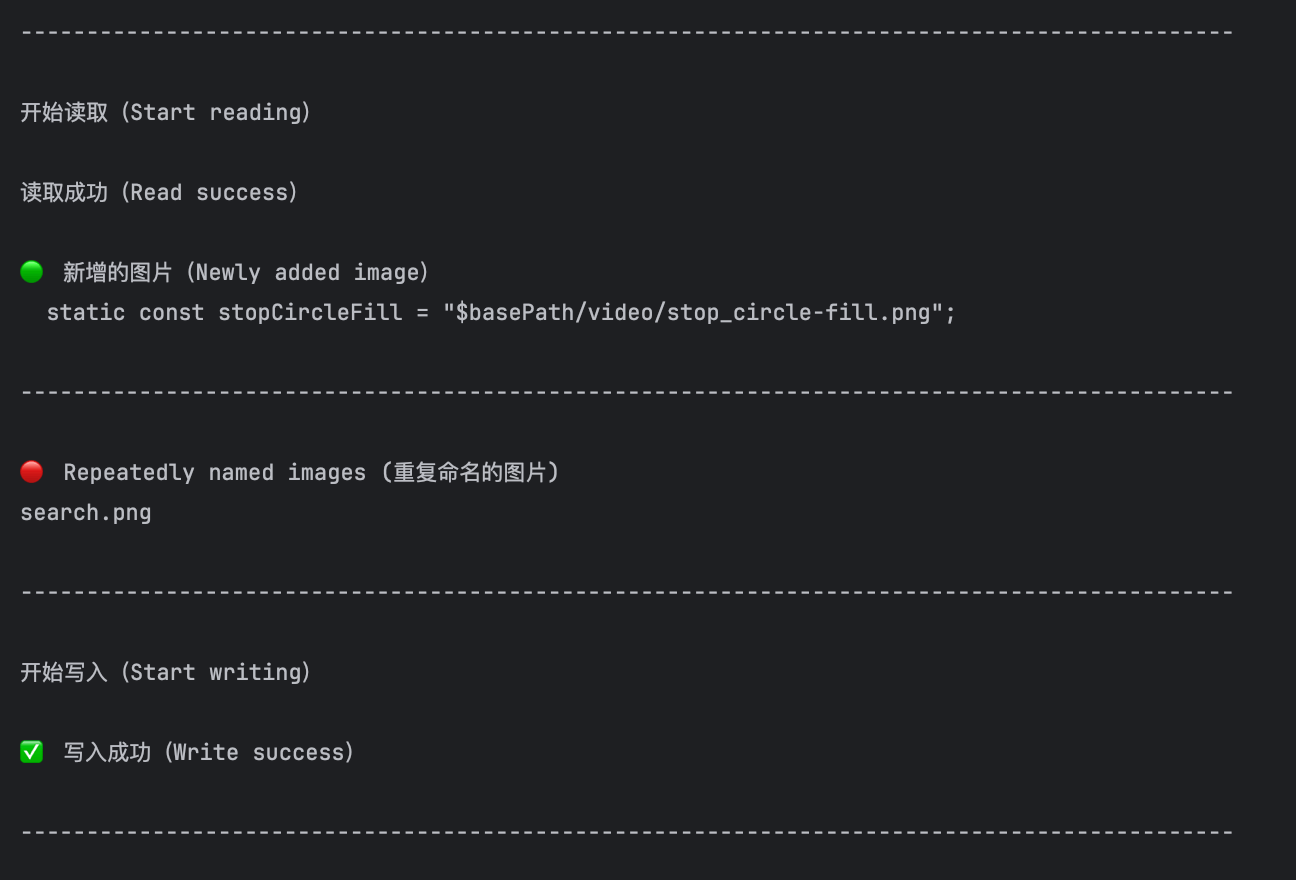 --------------------------------------------------------------------------------------------
开始读取 (Start reading)
读取成功 (Read success)
🟢 新增的图片 (Newly added image)
static const stopCircleFill = "$basePath/video/stop_circle-fill.png";
--------------------------------------------------------------------------------------------
🔴 Repeatedly named images (重复命名的图片)
search.png
--------------------------------------------------------------------------------------------
开始写入 (Start writing)
✅ 写入成功 (Write success)
--------------------------------------------------------------------------------------------